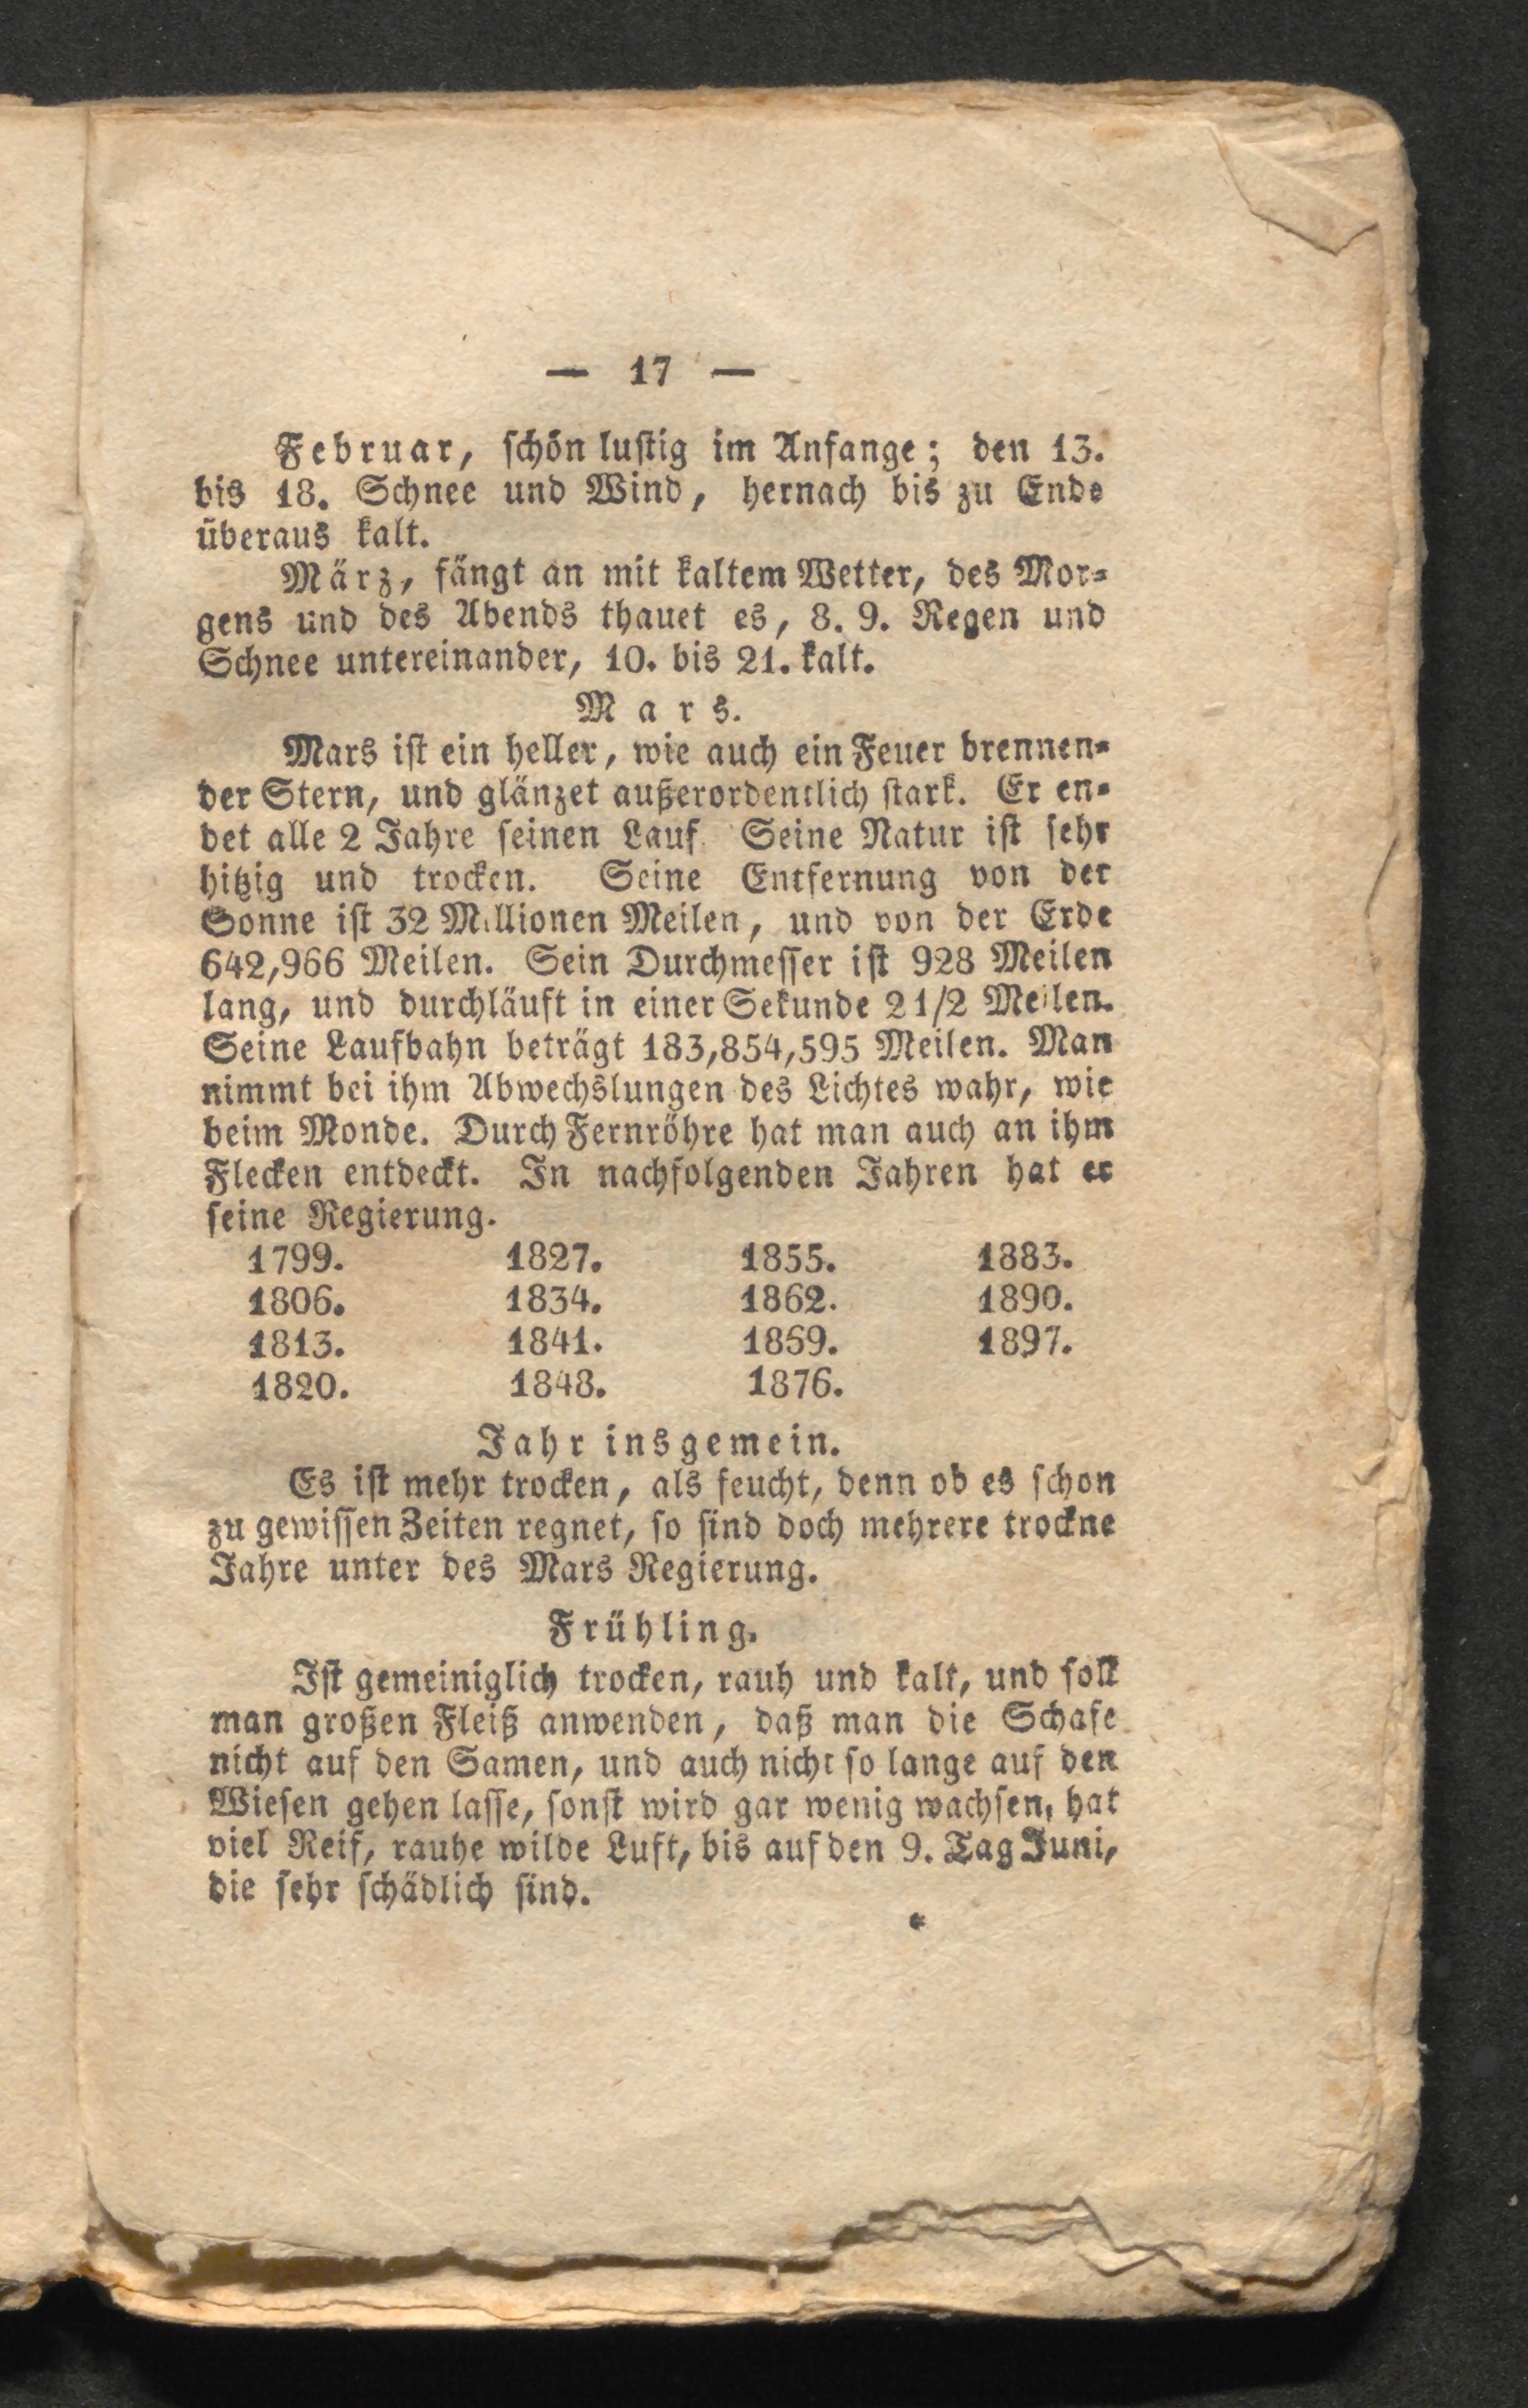 — 17 —
Februar, schön lustig im Anfange; den 13.
bis 18. Schnee und Wind, hernach bis zu Ende
überaus kalt.
März, fängt an mit kaltem Wetter, des Mor-
gens und des Abends thauet es, 8. 9. Regen und
Schnee untereinander, 10. bis 21. kalt.
Mars.
Mars ist ein heller, wie auch ein Feuer brennen-
der Stern, und glänzet außerordentlich stark. Er en-
det alle 2 Jahre seinen Lauf. Seine Natur ist sehr
hitzig und trocken. Seine Entfernung von der
Sonne ist 32 Millionen Meilen, und von der Erde
642,966 Meilen. Sein Durchmesser ist 928 Meilen
lang, und durchläuft in einer Sekunde 2 1/2 Meilen.
Seine Laufbahn beträgt 183,854,595 Meilen. Man
nimmt bei ihm Abwechslungen des Lichtes wahr, wie
beim Monde. Durch Fernröhre hat man auch an ihm
Flecken entdeckt. In nachfolgenden Jahren hat er
seine Regierung.
1799. 1827. 1855. 1883.
1806. 1834. 1862. 1890.
1813. 1841. 1869. 1897.
1820. 1848. 1876.
Jahr insgemein.
Es ist mehr trocken, als feucht, denn ob es schon
zu gewissen Zeiten regnet, so sind doch mehrere trockne
Jahre unter des Mars Regierung.
Frühling.
Ist gemeiniglich trocken, rauh und kalt, und soll
man großen Fleiß anwenden, daß man die Schafe
nicht auf den Samen, und auch nicht so lange auf den
Wiesen gehen lasse, sonst wird gar wenig wachsen, hat
viel Reif, rauhe wilde Luft, bis auf den 9. Tag Juni,
die sehr schädlich sind.
*